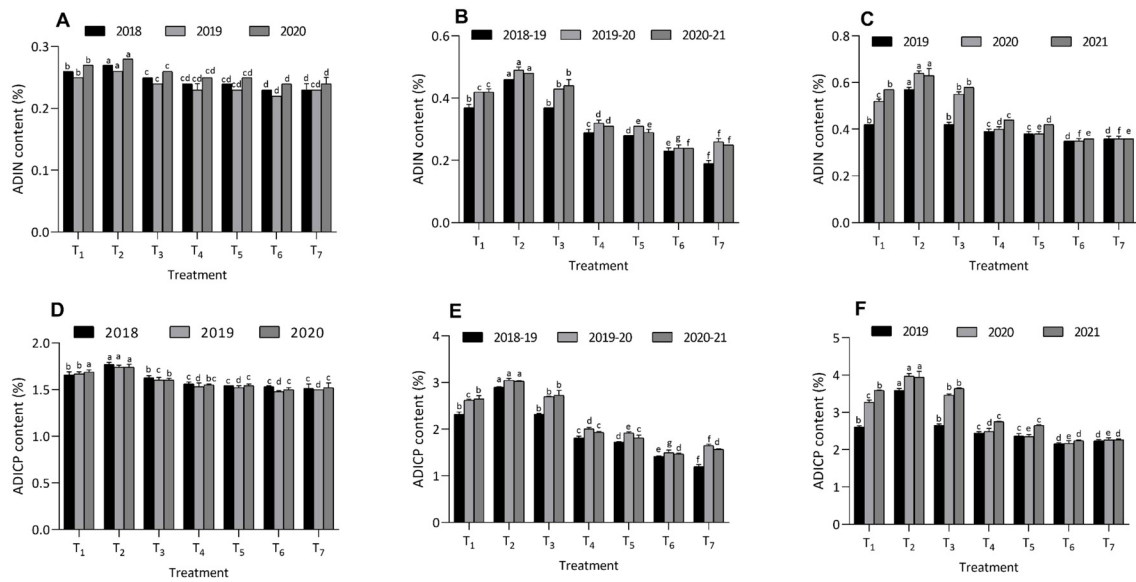 A
2018 2019 2020
ADIN content (%)
0.3
0.2
0.1
0.0
b b b a a a b c b cd cd c cd cd c d d d d cd d
T1 T2 T3 T4 T5 T6 T7
Treatment
B
2018-19 2019-20 2020-21
ADIN content (%)
0.6
0.4
0.2
0.0
b c c a a a b b b c d c d e e e g f f f f
T1 T2 T3 T4 T5 T6 T7
Treatment
C
2019 2020 2021
ADIN content (%)
0.8
0.6
0.4
0.2
0.0
b c b a a a b b b c d c c e d d f e d f e
T1 T2 T3 T4 T5 T6 T7
Treatment
D
2018 2019 2020
ADICP content (%)
2.0
1.5
1.0
0.5
0.0
b b a a a a b c b c d bc c d c c d c c d c
T1 T2 T3 T4 T5 T6 T7
Treatment
E
2018-19 2019-20 2020-21
ADICP content (%)
4
3
2
1
0
b c b a a a b b b c d c d e c e g d f f d
T1 T2 T3 T4 T5 T6 T7
Treatment
F
2019 2020 2021
ADICP content (%)
5
4
3
2
1
0
b c b a a a b b b c d c c e c d e d d e d
T1 T2 T3 T4 T5 T6 T7
Treatment